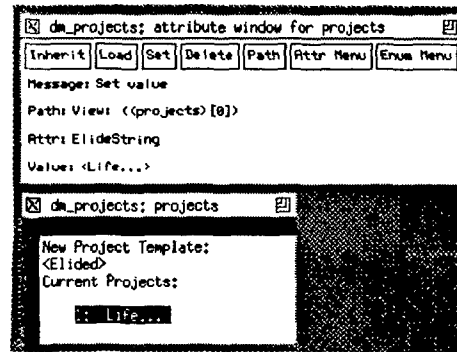 dm_projects; attribute window for projects
Inherit Load Set Delete Path Attr Menu Enum Menu
Message: Set value
Path: View: ((projects)[0])
Attr: ElideString
Value: <Life...>
dm_projects; projects
New Project Template:
<Elided>
Current Projects:
: Life...